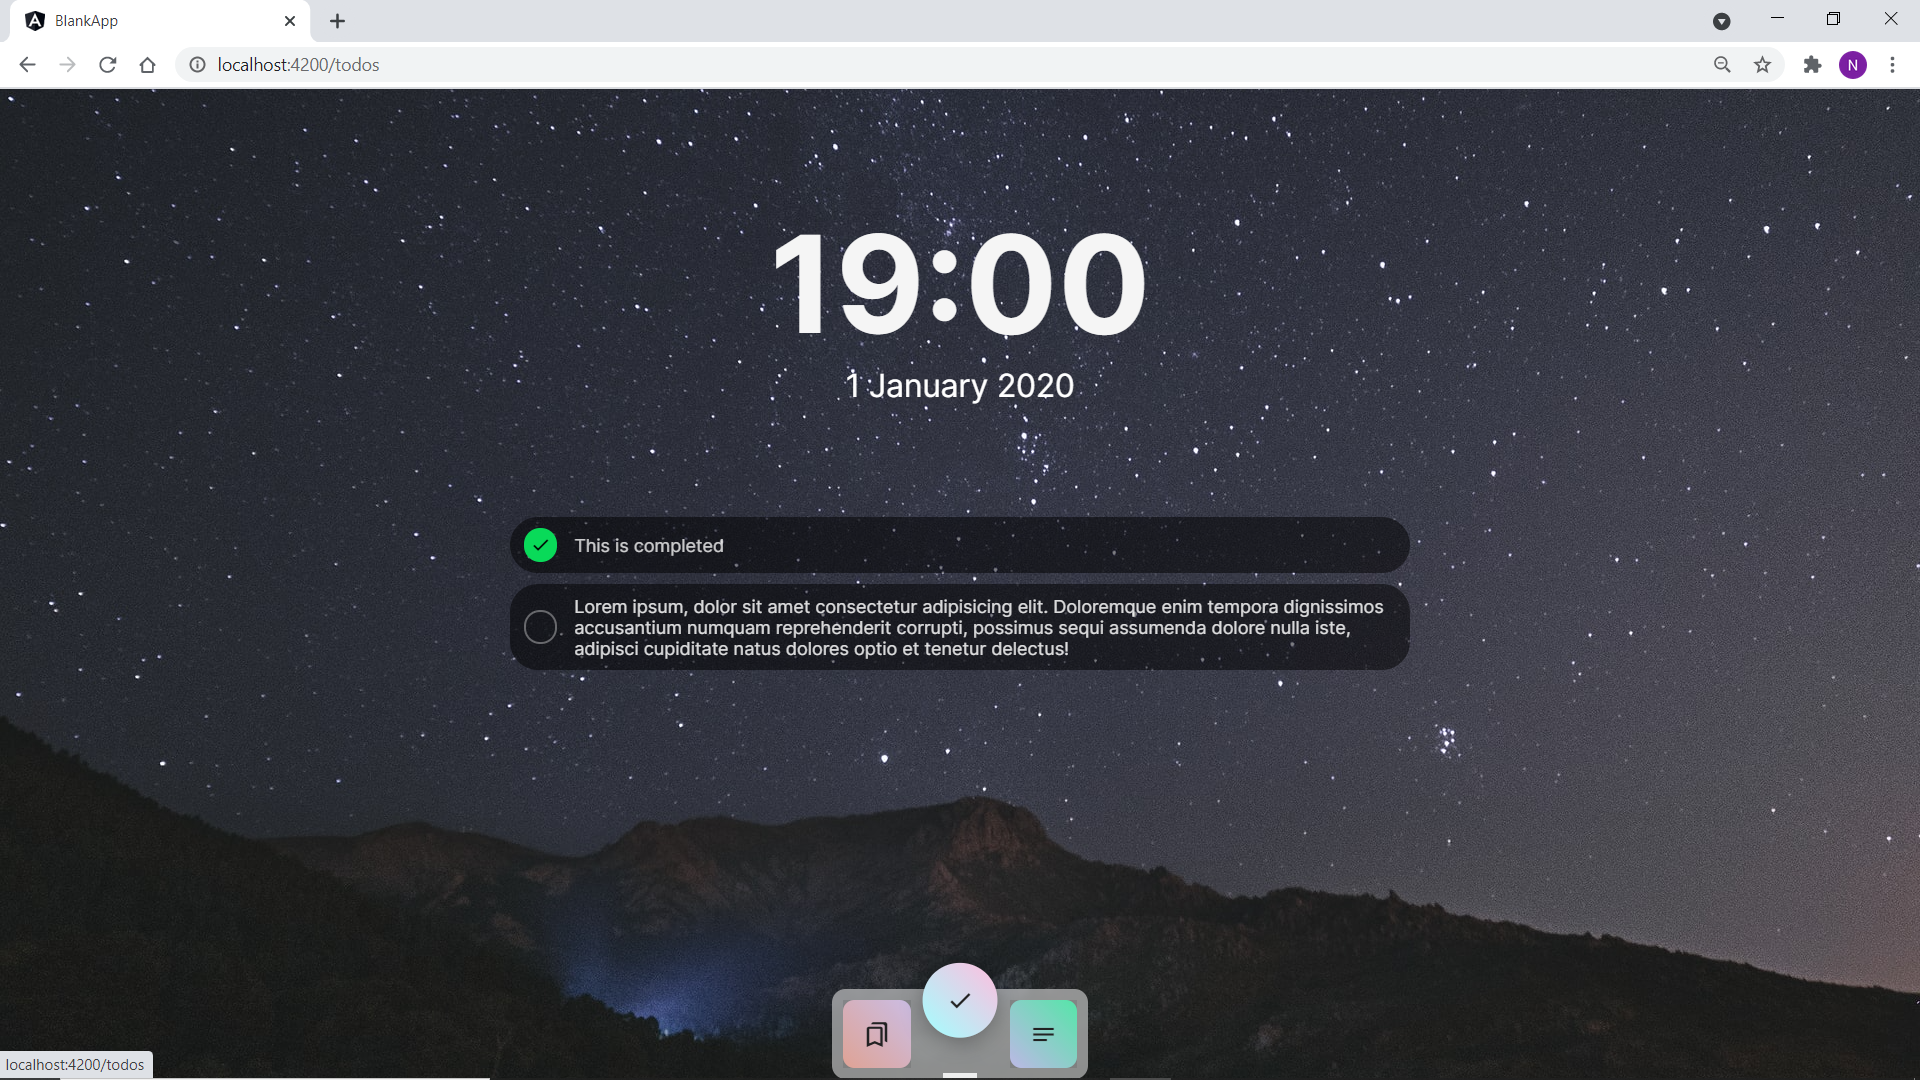 BlankApp
localhost:4200/todos
N
19:00
1 January 2020
This is completed
Lorem ipsum, dolor sit amet consectetur adipisicing elit. Doloremque enim tempora dignissimos
accusantium numquam reprehenderit corrupti, possimus sequi assumenda dolore nulla iste,
adipisci cupiditate natus dolores optio et tenetur delectus!
localhost:4200/todos